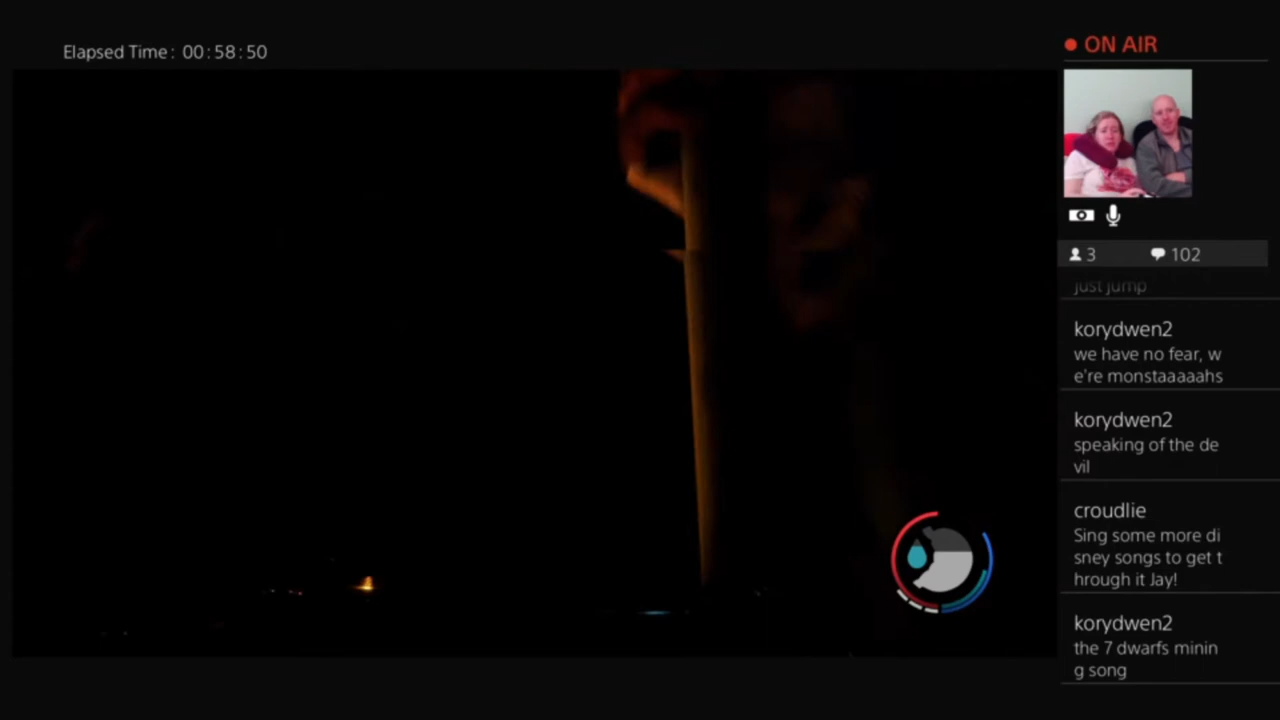 Elapsed Time: 00:58:50
ON AIR
3
102
just jump
korydwen2
we have no fear, w
e're monstaaaaahs
korydwen2
speaking of the de
vil
croudlie
Sing some more di
sney songs to get t
hrough it Jay!
korydwen2
the 7 dwarfs minin
g song